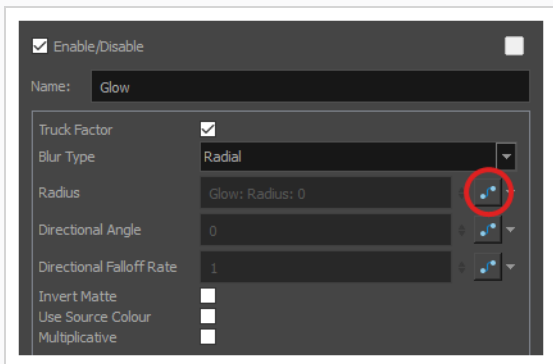 Enable/Disable
Name: Glow
Truck Factor
Blur Type Radial
Radius Glow: Radius: 0
Directional Angle 0
Directional Falloff Rate 1
Invert Matte
Use Source Colour
Multiplicative